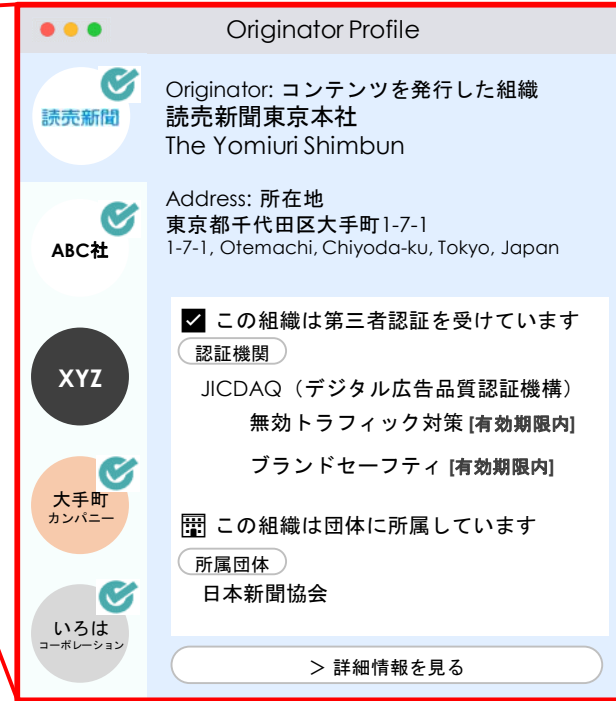 Originator Profile
読売新聞
ABC社
XYZ
大手町
カンパニー
いろは
コーポレーション
Originator: コンテンツを発行した組織
読売新聞東京本社
The Yomiuri Shimbun
Address: 所在地
東京都千代田区大手町1-7-1
1-7-1, Otemachi, Chiyoda-ku, Tokyo, Japan
この組織は第三者認証を受けています
認証機関
JICDAQ（デジタル広告品質認証機構）
無効トラフィック対策 [有効期限内]
ブランドセーフティ [有効期限内]
この組織は団体に所属しています
所属団体
日本新聞協会
＞詳細情報を見る